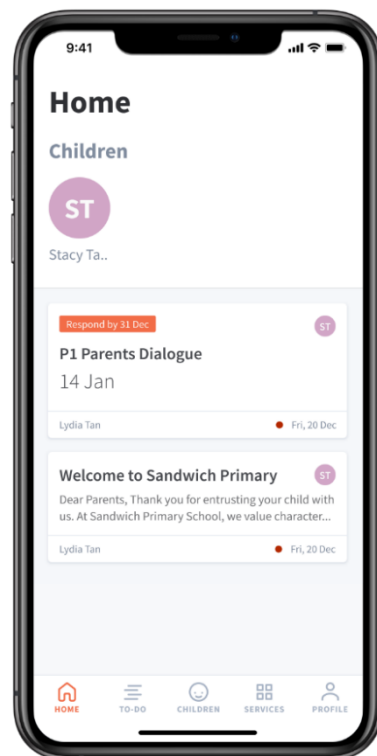 9:41
Home
Children
ST
Stacy Ta..
Respond by 31 Dec
ST
P1 Parents Dialogue
14 Jan
Lydia Tan
Fri, 20 Dec
Welcome to Sandwich Primary
ST
Dear Parents, Thank you for entrusting your child with
us. At Sandwich Primary School, we value character...
Lydia Tan
Fri, 20 Dec
HOME
TO-DO
CHILDREN
SERVICES
PROFILE